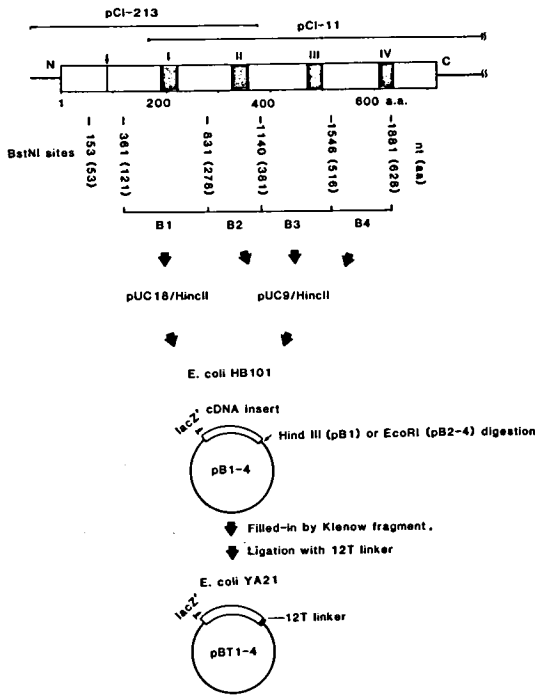 pCI-213
pCI-11
N I II III IV C
1 200 400 600 a.a.
BstNI sites
153 (53)
361 (121)
831 (278)
1140 (381)
1546 (516)
1881 (628)
nt (aa)
B1 B2 B3 B4
pUC18/HincII pUC9/HincII
E. coli HB101
lacZ' cDNA insert
Hind III (pB1) or EcoRI (pB2-4) digestion
pB1-4
Filled-in by Klenow fragment.
Ligation with 12T linker
E. coli YA21
lacZ'
12T linker
pBT1-4